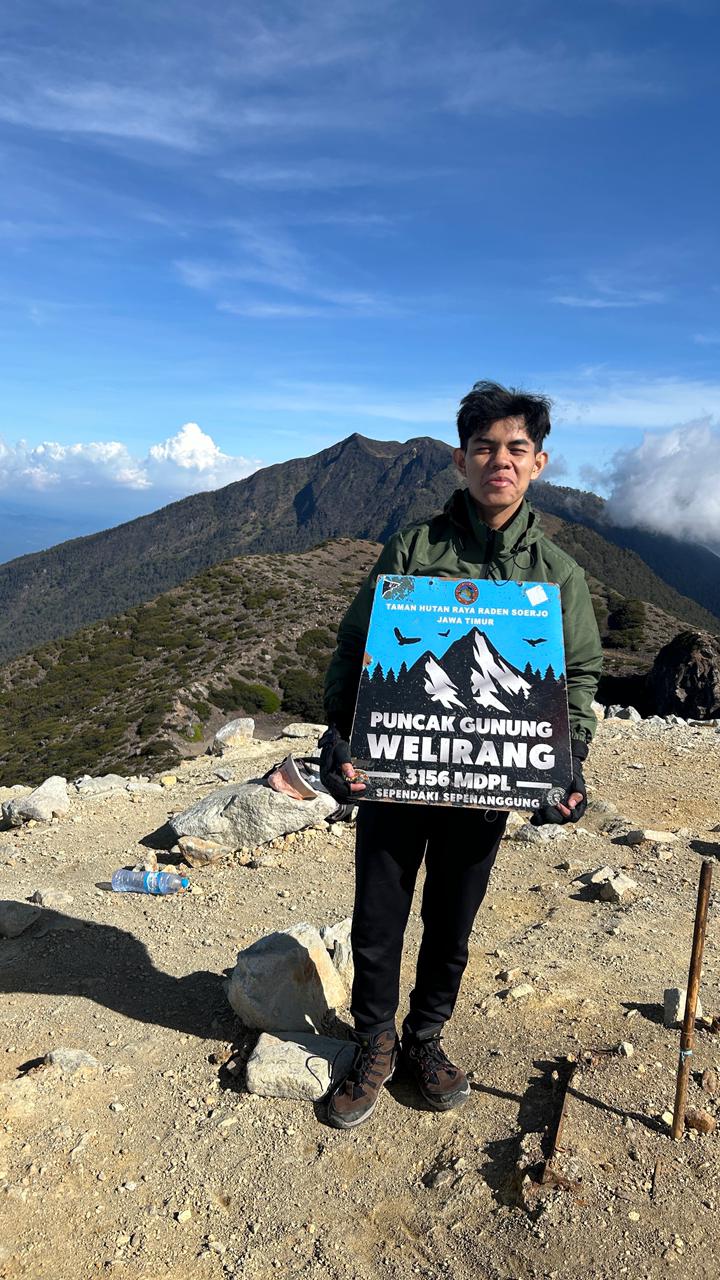 TAMAN HUTAN RAYA RADEN SOERJO
JAWA TIMUR
PUNCAK GUNUNG
WELIRANG
3156 MDPL
SEPENDAKI SEPENANGGUNG